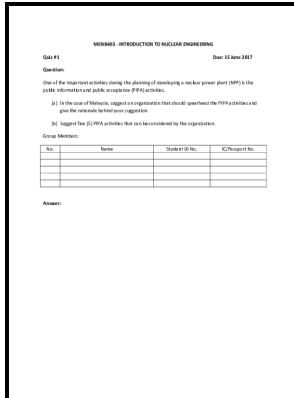 MENB403 - INTRODUCTION TO NUCLEAR ENGINEERING
Quiz #1 Due: 15 June 2017
Question:
One of the important activities during the planning of developing a nuclear power plant (NPP) is the
public information and public acceptance (PIPA) activities.
(a) In the case of Malaysia, suggest an organization that should spearhead the PIPA activities and
give the rationale behind your suggestion.
(b) Suggest five (5) PIPA activities that can be considered by the organization.
Group Members:
No. Name Student ID No. IC/Passport No.
Answer: